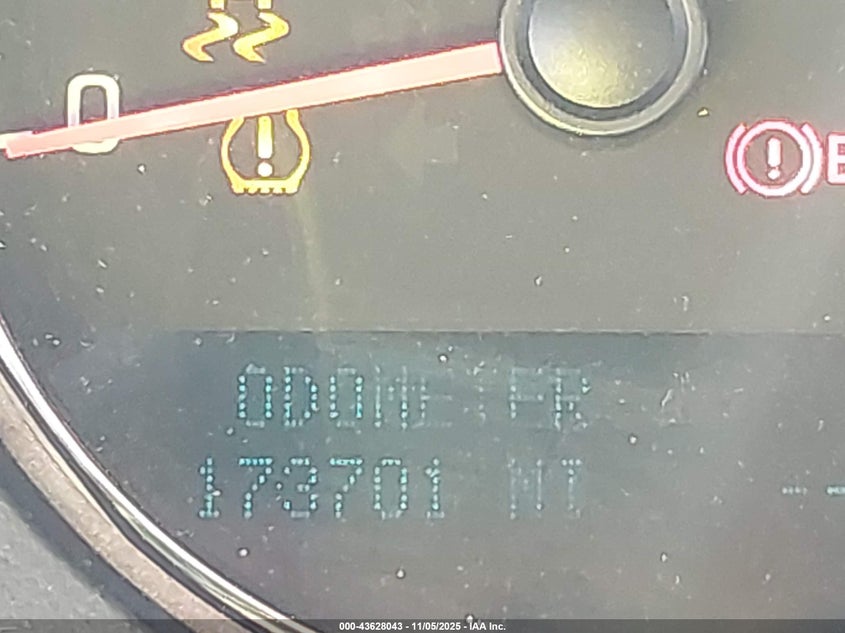 0
ODOMETER
173701 MI
000-43628043 - 11/05/2025 - IAA Inc.